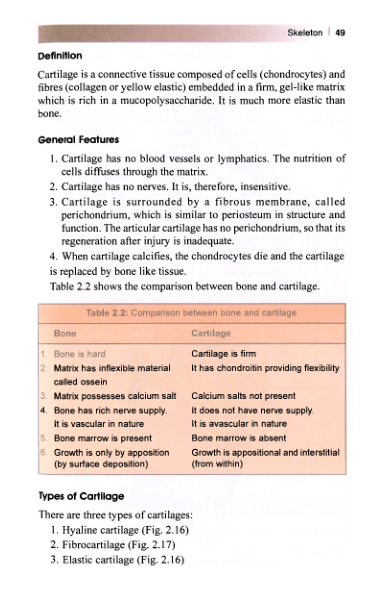 Skeleton | 49
Definition
Cartilage is a connective tissue composed of cells (chondrocytes) and
fibres (collagen or yellow elastic) embedded in a firm, gel-like matrix
which is rich in a mucopolysaccharide. It is much more elastic than
bone.
General Features
1. Cartilage has no blood vessels or lymphatics. The nutrition of
cells diffuses through the matrix.
2. Cartilage has no nerves. It is, therefore, insensitive.
3. Cartilage is surrounded by a fibrous membrane, called
perichondrium, which is similar to periosteum in structure and
function. The articular cartilage has no perichondrium, so that its
regeneration after injury is inadequate.
4. When cartilage calcifies, the chondrocytes die and the cartilage
is replaced by bone like tissue.
Table 2.2 shows the comparison between bone and cartilage.
Table 2.2: Comparison between bone and cartilage
Bone Cartilage
1. Bone is hard Cartilage is firm
2. Matrix has inflexible material It has chondroitin providing flexibility
called ossein
3. Matrix possesses calcium salt Calcium salts not present
4. Bone has rich nerve supply. It does not have nerve supply.
It is vascular in nature It is avascular in nature
5. Bone marrow is present Bone marrow is absent
6. Growth is only by apposition Growth is appositional and interstitial
(by surface deposition) (from within)
Types of Cartilage
There are three types of cartilages:
1. Hyaline cartilage (Fig. 2.16)
2. Fibrocartilage (Fig. 2.17)
3. Elastic cartilage (Fig. 2.16)